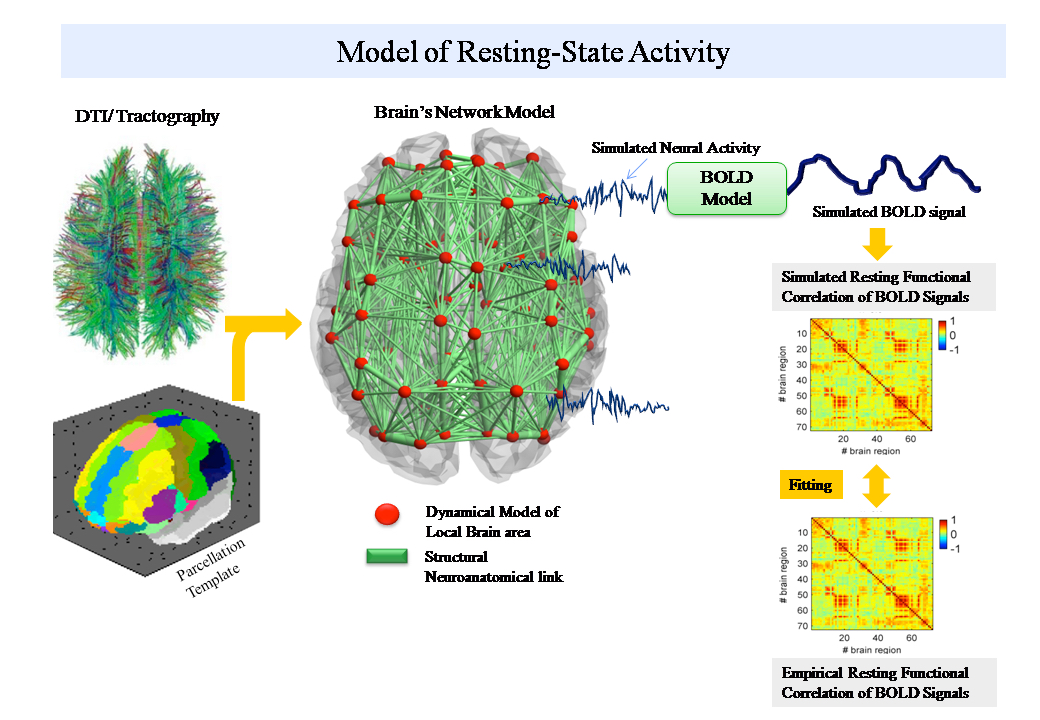 Model of Resting-State Activity
DTI/ Tractography
Brain's Network Model
Simulated Neural Activity
BOLD
Model
Simulated BOLD signal
Simulated Resting Functional
Correlation of BOLD Signals
# brain region
10
20
30
40
50
60
70
20
40
60
# brain region
1
0
-1
Fitting
# brain region
10
20
30
40
50
60
70
20
40
60
# brain region
1
0
-1
Empirical Resting Functional
Correlation of BOLD Signals
Parcellation
Template
Dynamical Model of
Local Brain area
Structural
Neuroanatomical link